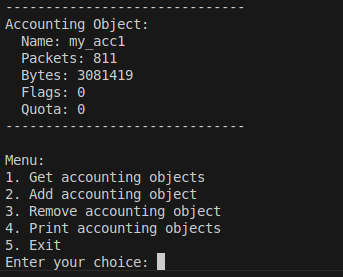 ------------------------------
Accounting Object:
  Name: my_acc1
  Packets: 811
  Bytes: 3081419
  Flags: 0
  Quota: 0
------------------------------

Menu:
1. Get accounting objects
2. Add accounting object
3. Remove accounting object
4. Print accounting objects
5. Exit
Enter your choice: